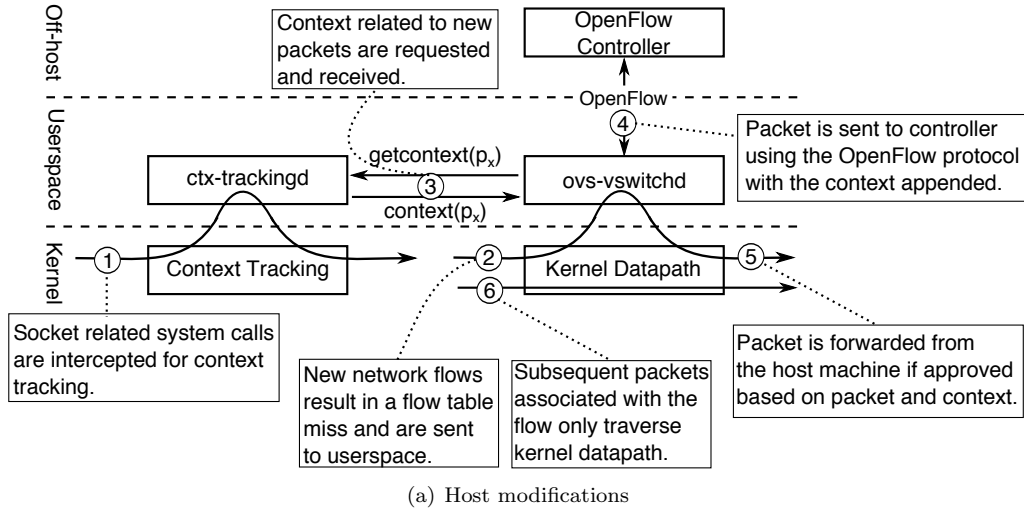 Off-host
Userspace
Kernel
Context related to new
packets are requested
and received.
OpenFlow
Controller
OpenFlow
4
Packet is sent to controller
using the OpenFlow protocol
with the context appended.
ctx-trackingd
getcontext(pₓ)
3
context(pₓ)
ovs-vswitchd
1
Context Tracking
2
Kernel Datapath
5
6
Socket related system calls
are intercepted for context
tracking.
New network flows
result in a flow table
miss and are sent
to userspace.
Subsequent packets
associated with the
flow only traverse
kernel datapath.
Packet is forwarded from
the host machine if approved
based on packet and context.
(a) Host modifications